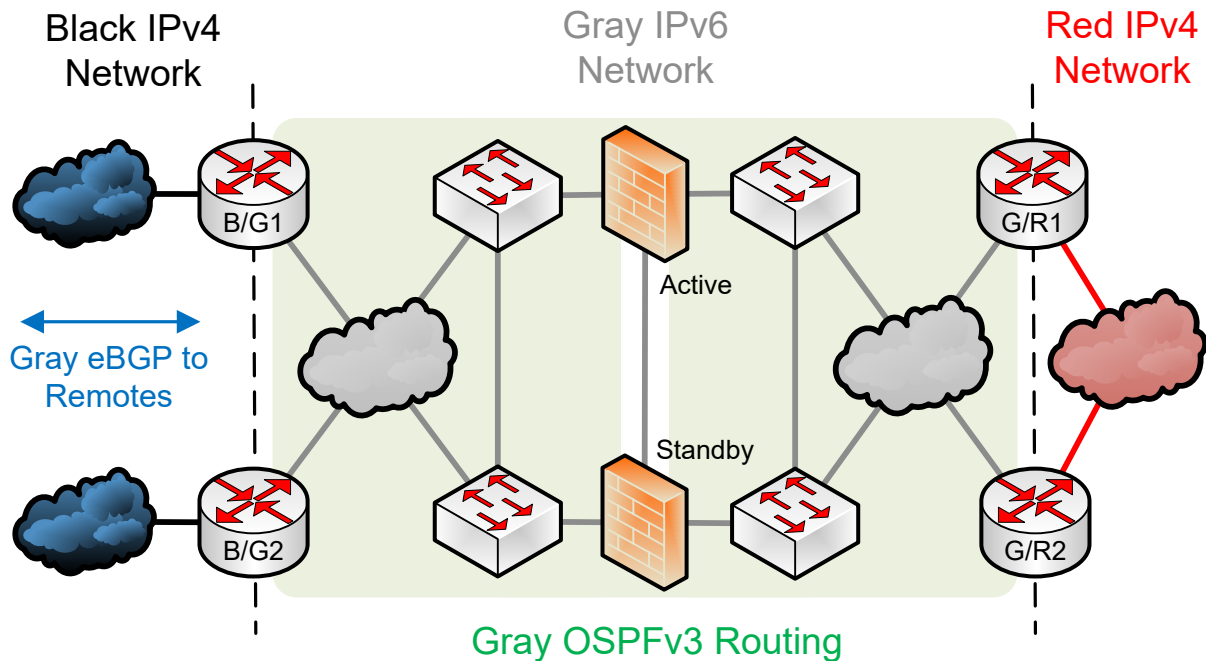 Black IPv4
Network
Gray IPv6
Network
Red IPv4
Network
B/G1
G/R1
Active
Gray eBGP to
Remotes
Standby
B/G2
G/R2
Gray OSPFv3 Routing